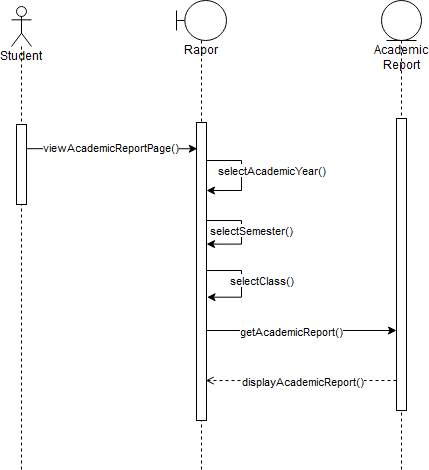 Student
Rapor
Academic
Report
viewAcademicReportPage()
selectAcademicYear()
selectSemester()
selectClass()
getAcademicReport()
displayAcademicReport()